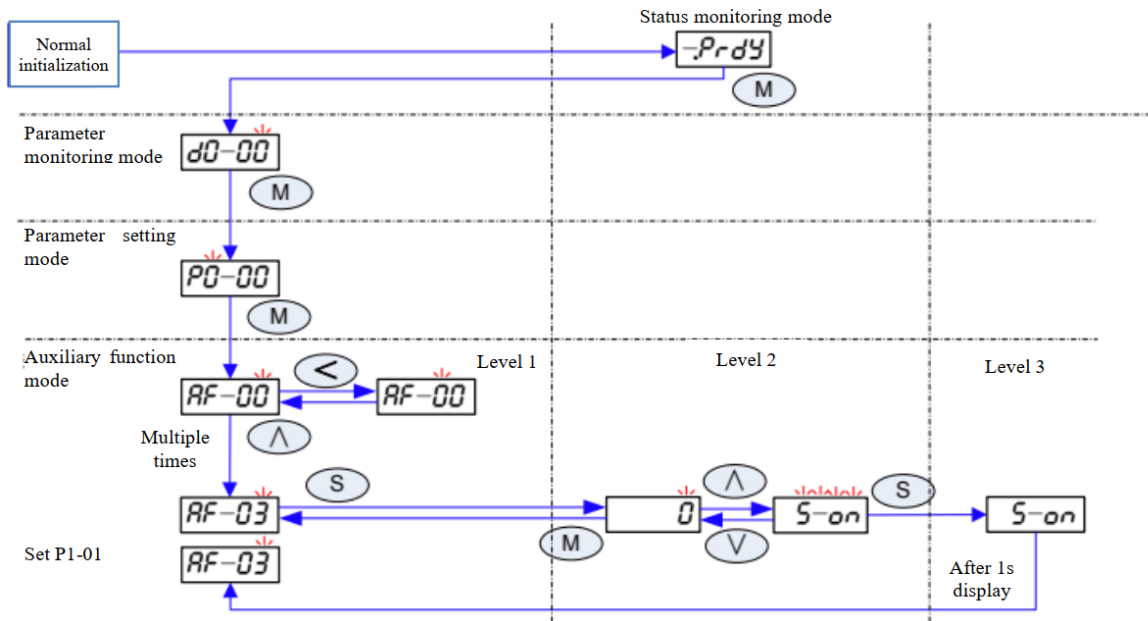 Status monitoring mode
Normal
initialization
-.Prdy
M
Parameter
monitoring mode
d0-00
M
Parameter setting
mode
P0-00
M
Auxiliary function
mode
Level 1
Level 2
Level 3
<
AF-00
AF-00
Multiple
times
∧
S
∧
S
AF-03
0
S-on
S-on
M
∨
Set P1-01
AF-03
After 1s
display